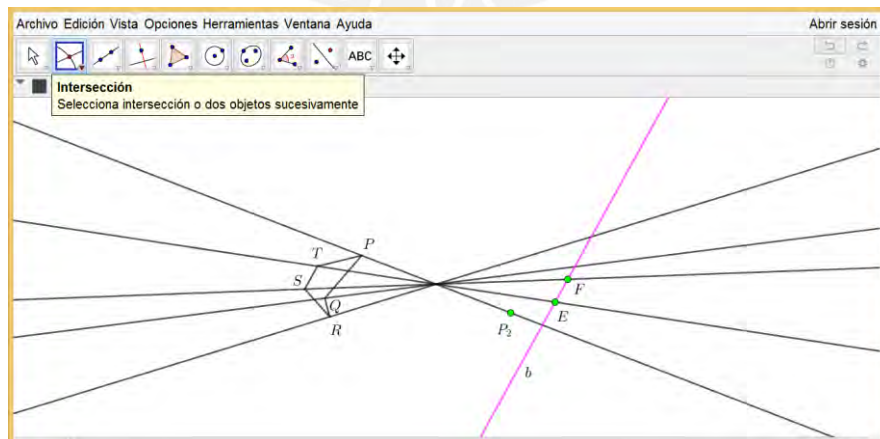 Archivo Edición Vista Opciones Herramientas Ventana Ayuda
Abrir sesión
ABC
Intersección
Selecciona intersección o dos objetos sucesivamente
P
T
S
Q
R
F
E
P₂
b